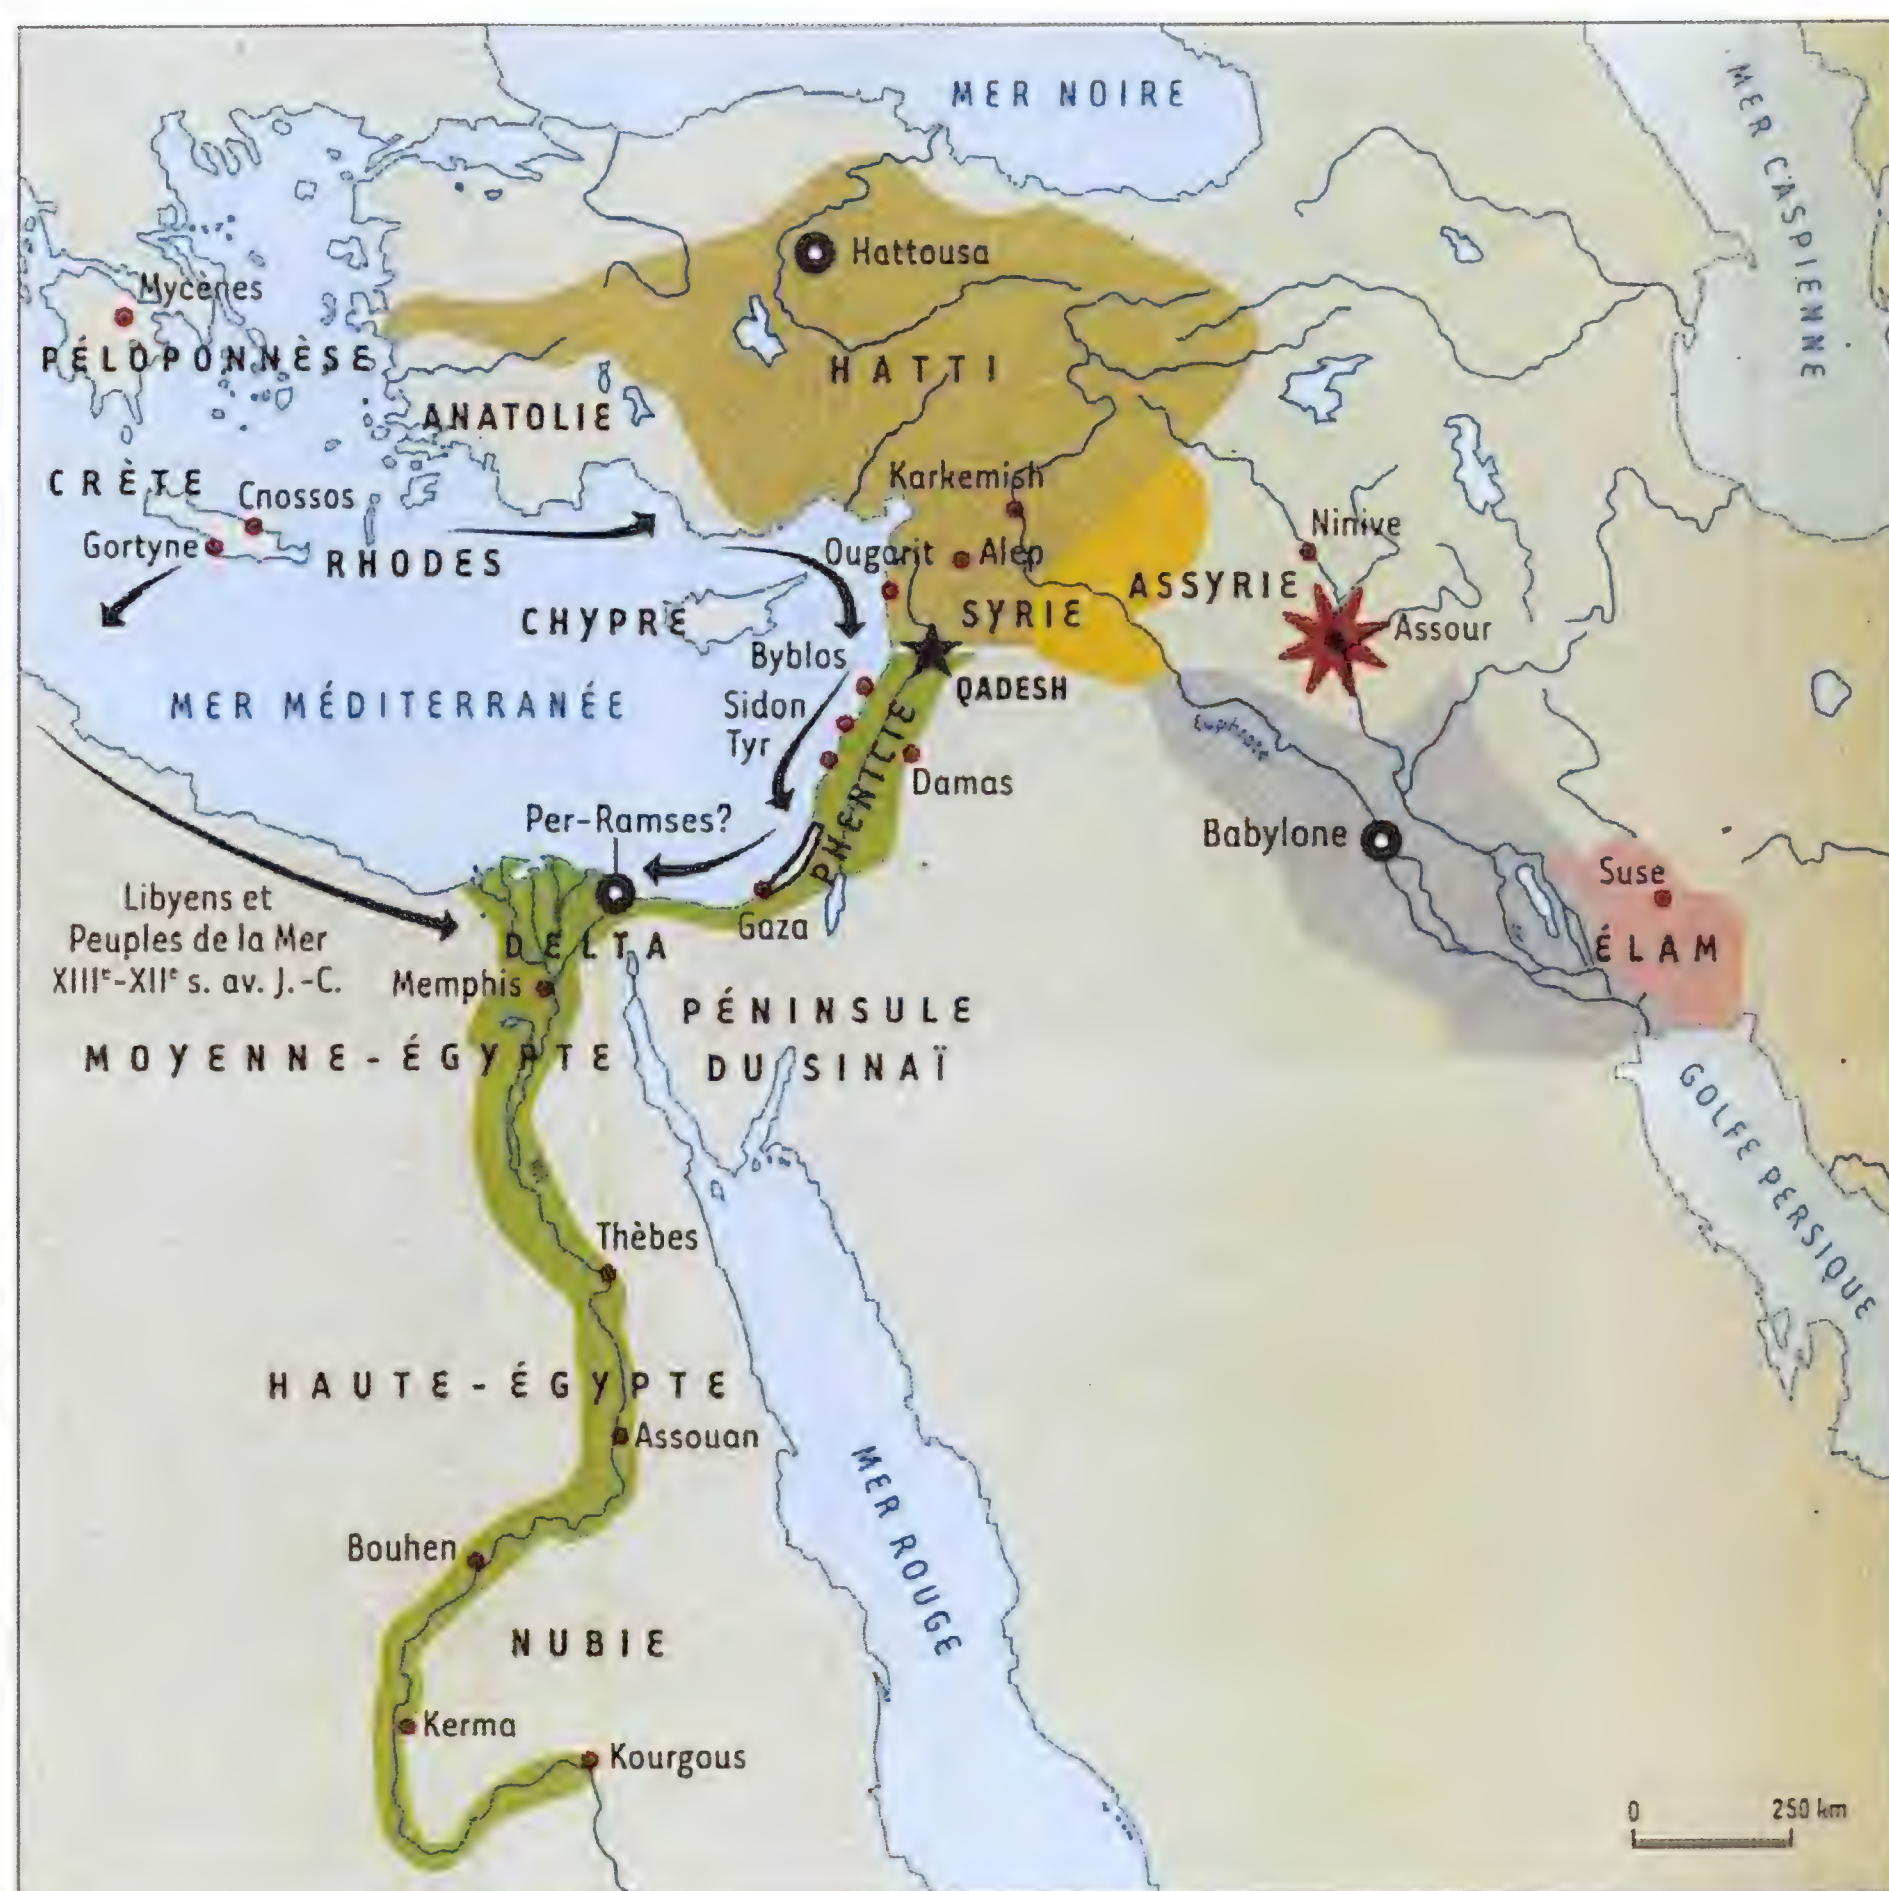 MER NOIRE
MER CASPIENNE
Hattousa
Mycènes
PÉLOPONNÈSE
HATTI
ANATOLIE
CRÈTE
Cnossos
Karkemish
Gortyne
RHODES
Ougarit
Alep
Ninive
ASSYRIE
CHYPRE
SYRIE
Assour
Byblos
QADESH
MER MÉDITERRANÉE
Sidon
Tyr
Euphrate
PHENICIE
Damas
Per-Ramses?
Babylone
Suse
Libyens et
Peuples de la Mer
XIIIᵉ-XIIᵉ s. av. J.-C.
Gaza
DELTA
ÉLAM
Memphis
PÉNINSULE
DU SINAÏ
MOYENNE-ÉGYPTE
GOLFE PERSIQUE
Thèbes
HAUTE-ÉGYPTE
Assouan
MER ROUGE
Bouhen
NUBIE
Kerma
Kourgous
0 250 km